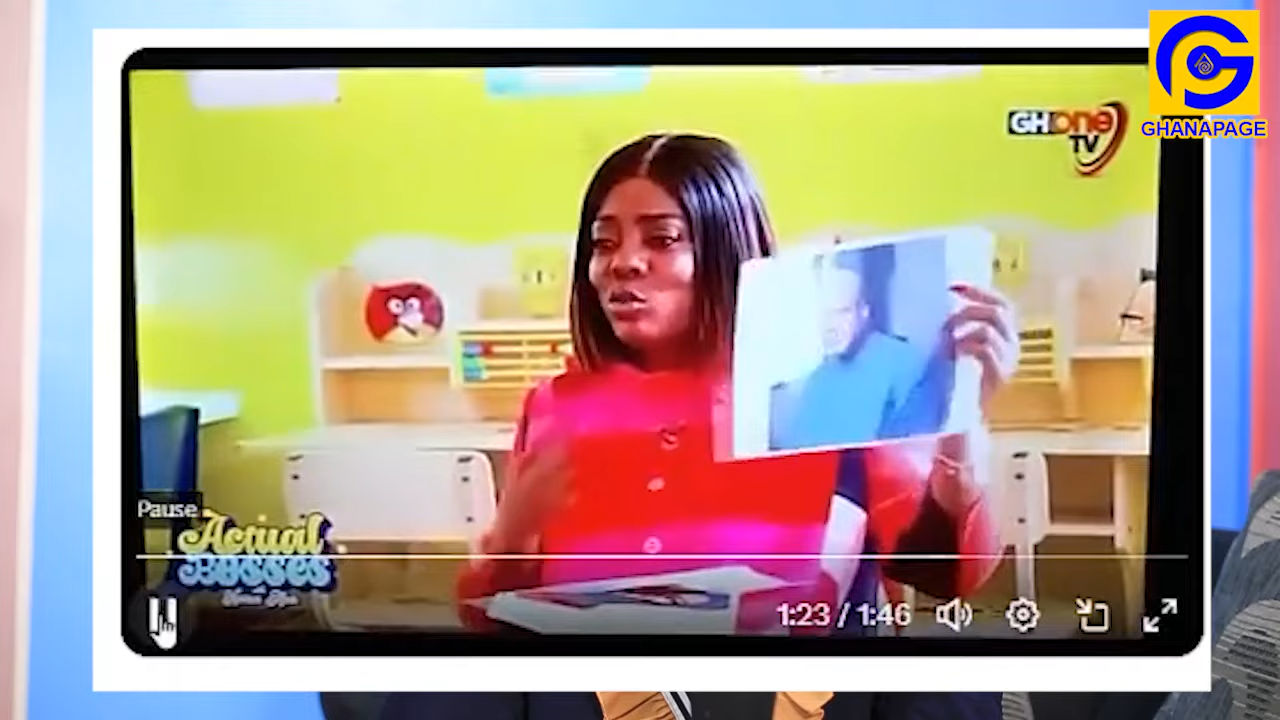 GHone
TV
GHANAPAGE
Pause
Actual
Bosses
1:23 / 1:46